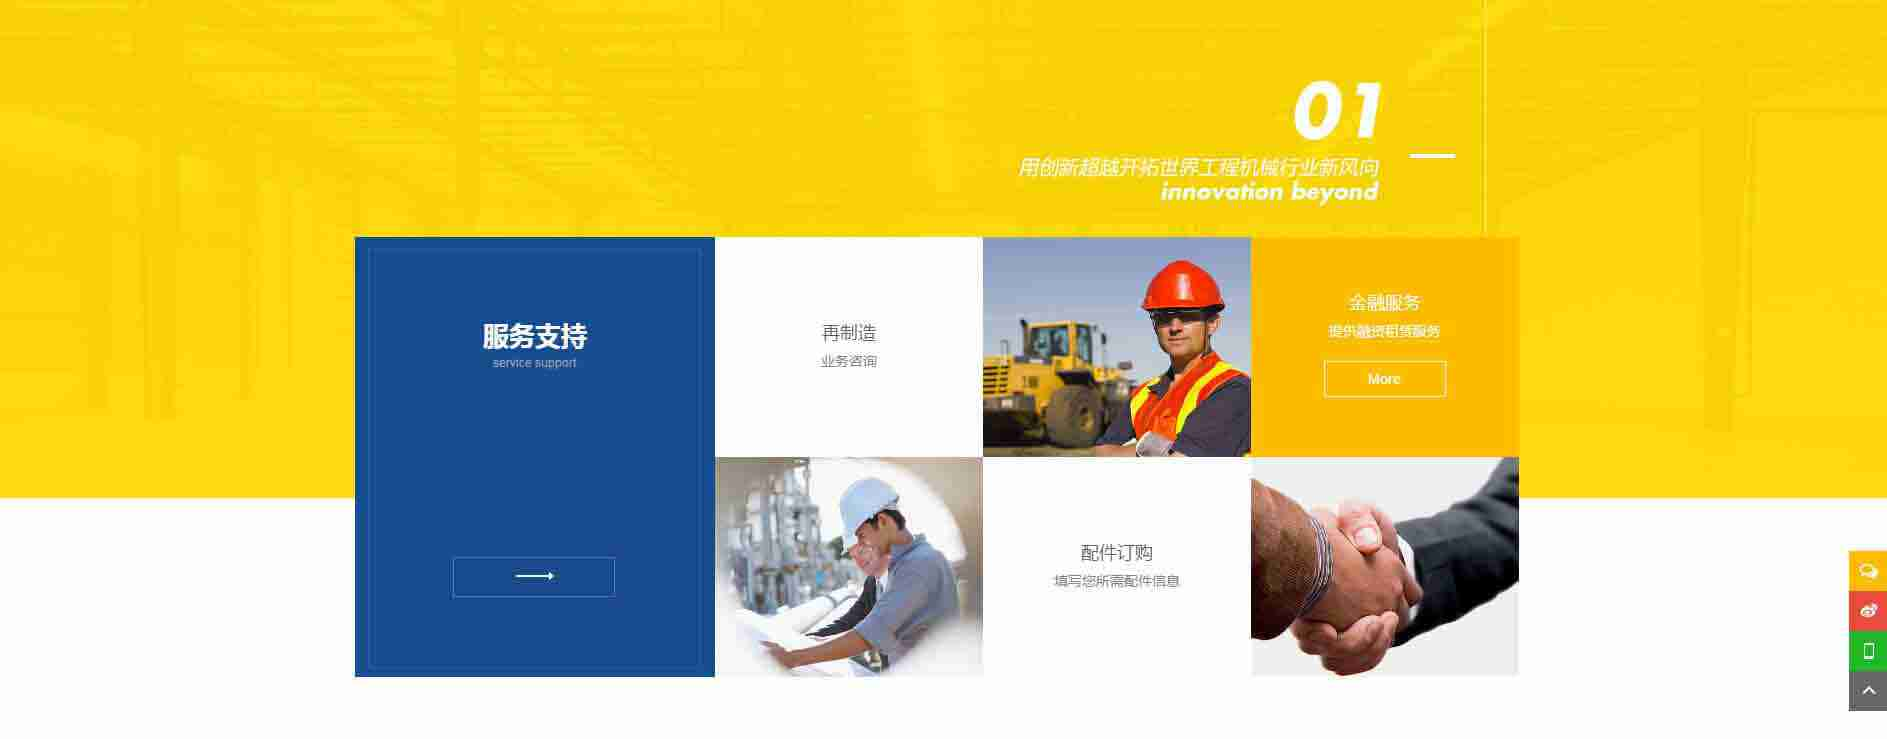 01
用创新超越开拓世界工程机械行业新风向
innovation beyond
服务支持
service support
再制造
业务咨询
金融服务
提供融资租赁服务
More
配件订购
填写您所需配件信息